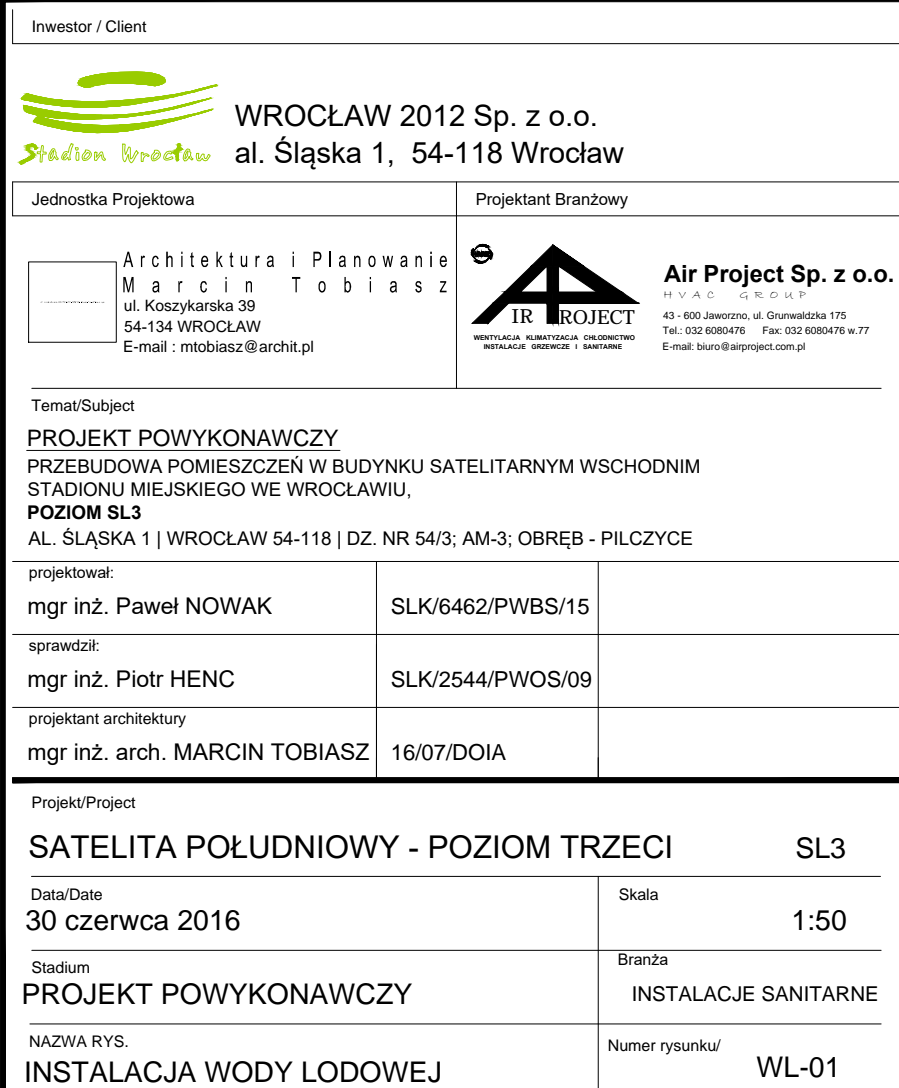 Inwestor / Client
Stadion Wrocław
WROCŁAW 2012 Sp. z o.o.
al. Śląska 1, 54-118 Wrocław
Jednostka Projektowa
Projektant Branżowy
Architektura i Planowanie
Marcin Tobiasz
ul. Koszykarska 39
54-134 WROCŁAW
E-mail : mtobiasz@archit.pl
IR PROJECT
WENTYLACJA KLIMATYZACJA CHŁODNICTWO
INSTALACJE GRZEWCZE I SANITARNE
Air Project Sp. z o.o.
HVAC GROUP
43 - 600 Jaworzno, ul. Grunwaldzka 175
Tel.: 032 6080476 Fax: 032 6080476 w.77
E-mail: biuro@airproject.com.pl
Temat/Subject
PROJEKT POWYKONAWCZY
PRZEBUDOWA POMIESZCZEŃ W BUDYNKU SATELITARNYM WSCHODNIM
STADIONU MIEJSKIEGO WE WROCŁAWIU,
POZIOM SL3
AL. ŚLĄSKA 1 | WROCŁAW 54-118 | DZ. NR 54/3; AM-3; OBRĘB - PILCZYCE
projektował:
mgr inż. Paweł NOWAK SLK/6462/PWBS/15
sprawdził:
mgr inż. Piotr HENC SLK/2544/PWOS/09
projektant architektury
mgr inż. arch. MARCIN TOBIASZ 16/07/DOIA
Projekt/Project
SATELITA POŁUDNIOWY - POZIOM TRZECI SL3
Data/Date
30 czerwca 2016
Skala
1:50
Stadium
PROJEKT POWYKONAWCZY
Branża
INSTALACJE SANITARNE
NAZWA RYS.
INSTALACJA WODY LODOWEJ
Numer rysunku/
WL-01